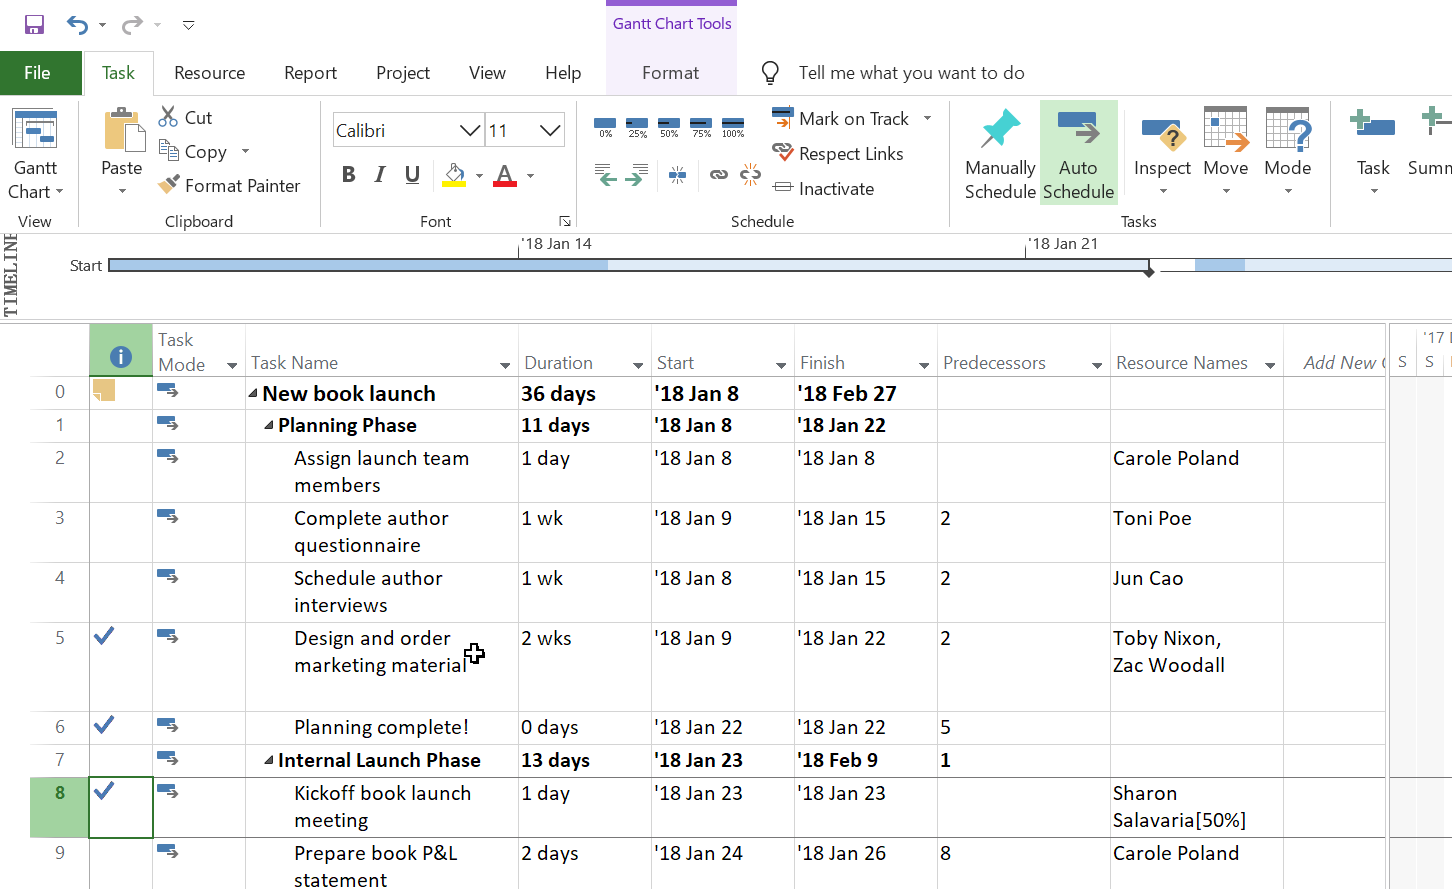 Gantt Chart Tools
File Task Resource Report Project View Help Format Tell me what you want to do
Gantt Chart
View
Paste
Cut
Copy
Format Painter
Clipboard
Calibri 11
B I U A
Font
0% 25% 50% 75% 100%
Mark on Track
Respect Links
Inactivate
Schedule
Manually Schedule
Auto Schedule
Inspect
Move
Mode
Tasks
Task
Summ
TIMELINE
'18 Jan 14 '18 Jan 21
Start
Task Mode Task Name Duration Start Finish Predecessors Resource Names Add New
'17
S S
0 New book launch 36 days '18 Jan 8 '18 Feb 27
1 Planning Phase 11 days '18 Jan 8 '18 Jan 22
2 Assign launch team members 1 day '18 Jan 8 '18 Jan 8 Carole Poland
3 Complete author questionnaire 1 wk '18 Jan 9 '18 Jan 15 2 Toni Poe
4 Schedule author interviews 1 wk '18 Jan 8 '18 Jan 15 2 Jun Cao
5 Design and order marketing material 2 wks '18 Jan 9 '18 Jan 22 2 Toby Nixon, Zac Woodall
6 Planning complete! 0 days '18 Jan 22 '18 Jan 22 5
7 Internal Launch Phase 13 days '18 Jan 23 '18 Feb 9 1
8 Kickoff book launch meeting 1 day '18 Jan 23 '18 Jan 23 Sharon Salavaria[50%]
9 Prepare book P&L statement 2 days '18 Jan 24 '18 Jan 26 8 Carole Poland